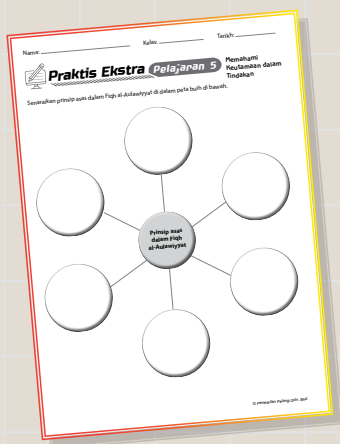 Nama:
Kelas:
Tarikh:
Praktis Ekstra Pelajaran 5
Memahami
Keutamaan dalam
Tindakan
Senaraikan prinsip asas dalam Fiqh al-Aulawiyyat di dalam peta buih di bawah.
Prinsip asas
dalam Fiqh
al-Aulawiyyat